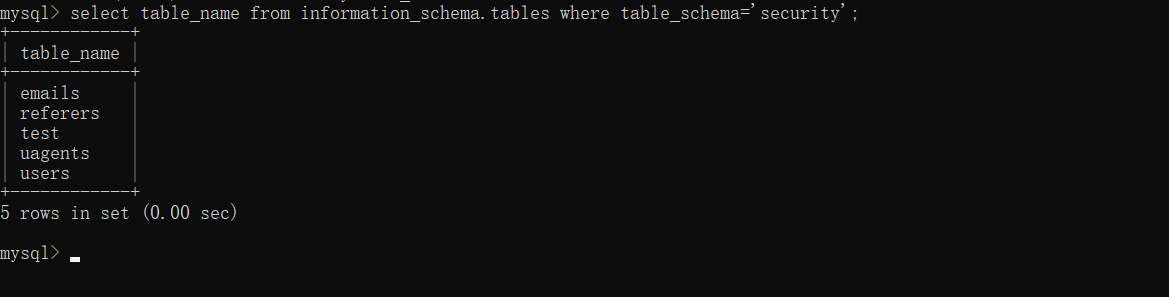 mysql> select table_name from information_schema.tables where table_schema='security';
+------------+
| table_name |
+------------+
| emails     |
| referers   |
| test       |
| uagents    |
| users      |
+------------+
5 rows in set (0.00 sec)
mysql>